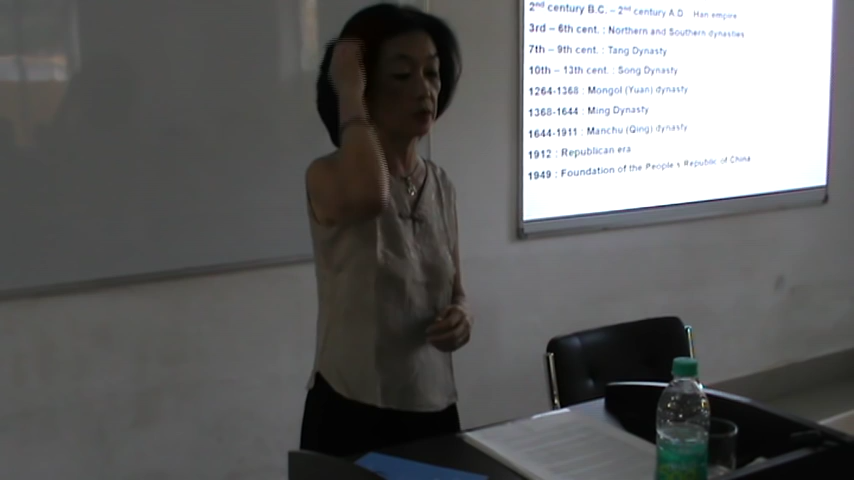 2nd century B.C. – 2nd century A.D Han empire
3rd – 6th cent. : Northern and Southern dynasties
7th – 9th cent. : Tang Dynasty
10th – 13th cent. : Song Dynasty
1264-1368 : Mongol (Yuan) dynasty
1368-1644 : Ming Dynasty
1644-1911 : Manchu (Qing) dynasty
1912 : Republican era
1949 : Foundation of the People's Republic of China